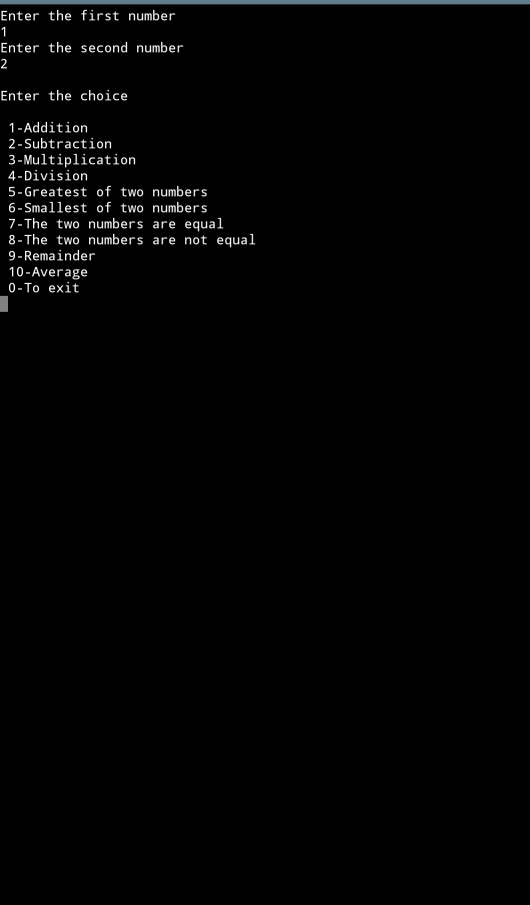 Enter the first number
1
Enter the second number
2
Enter the choice
1-Addition
2-Subtraction
3-Multiplication
4-Division
5-Greatest of two numbers
6-Smallest of two numbers
7-The two numbers are equal
8-The two numbers are not equal
9-Remainder
10-Average
0-To exit